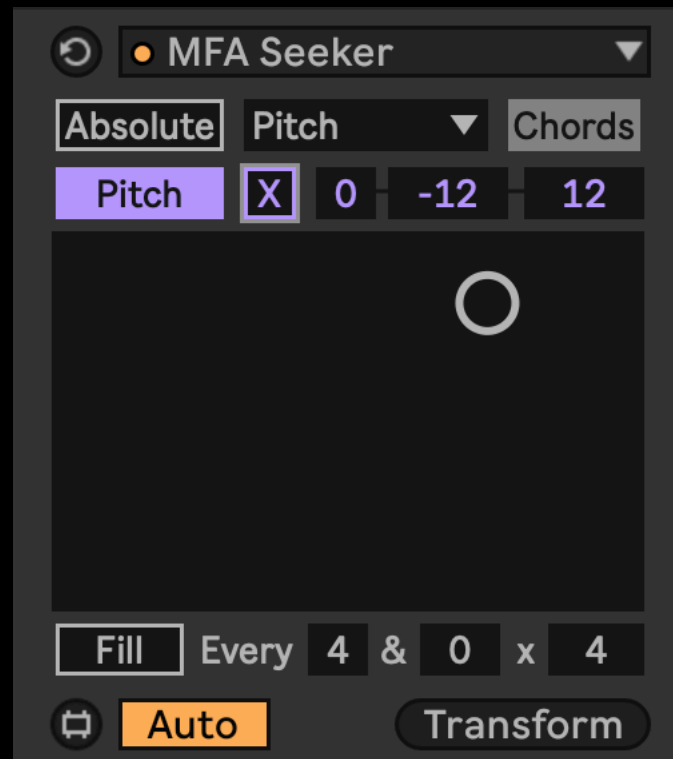 MFA Seeker
Absolute Pitch Chords
Pitch X 0 -12 12
Fill Every 4 & 0 x 4
Auto Transform